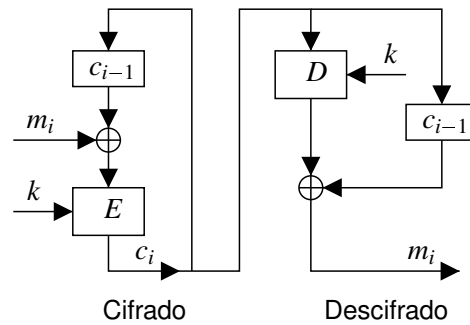 c_{i−1}
m_i
k
E
c_i
D
k
c_{i−1}
m_i
Cifrado
Descifrado